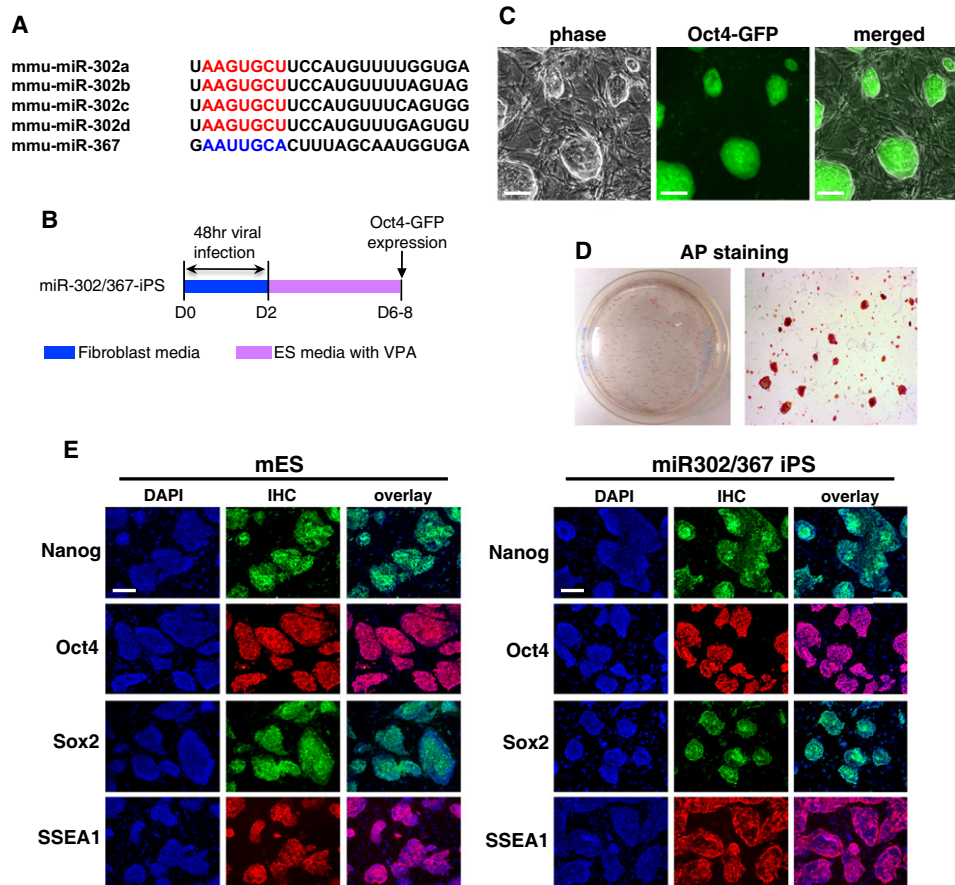 A
mmu-miR-302a UAAGUGCUUCCAUGUUUUGGUGA
mmu-miR-302b UAAGUGCUUCCAUGUUUUAGUAG
mmu-miR-302c UAAGUGCUUCCAUGUUUCAGUGG
mmu-miR-302d UAAGUGCUUCCAUGUUUGAGUGU
mmu-miR-367 GAAUUGCACUUUAGCAAUGGUGA
B
48hr viral
infection
Oct4-GFP
expression
miR-302/367-iPS
D0 D2 D6-8
Fibroblast media ES media with VPA
C
phase Oct4-GFP merged
D
AP staining
E
mES
DAPI IHC overlay
Nanog
Oct4
Sox2
SSEA1
miR302/367 iPS
DAPI IHC overlay
Nanog
Oct4
Sox2
SSEA1